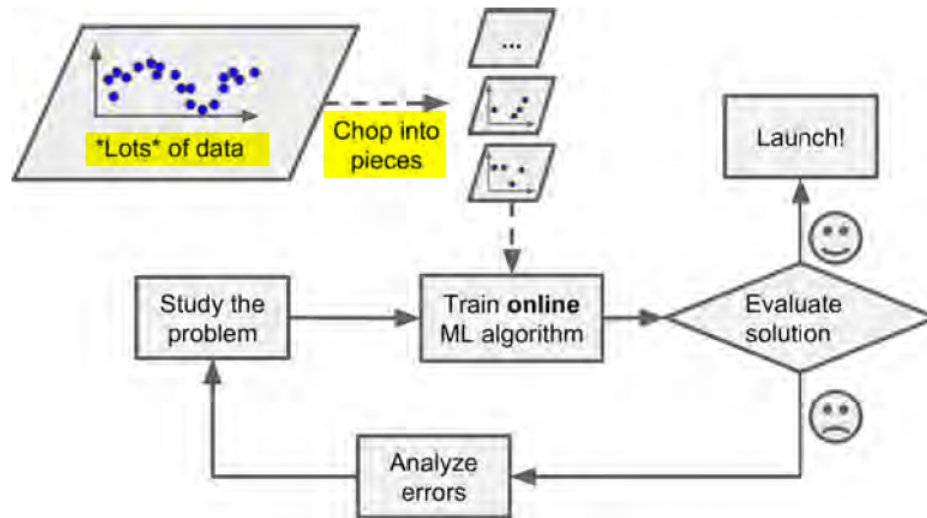 ...
*Lots* of data
Chop into
pieces
Launch!
Study the
problem
Train online
ML algorithm
Evaluate
solution
Analyze
errors